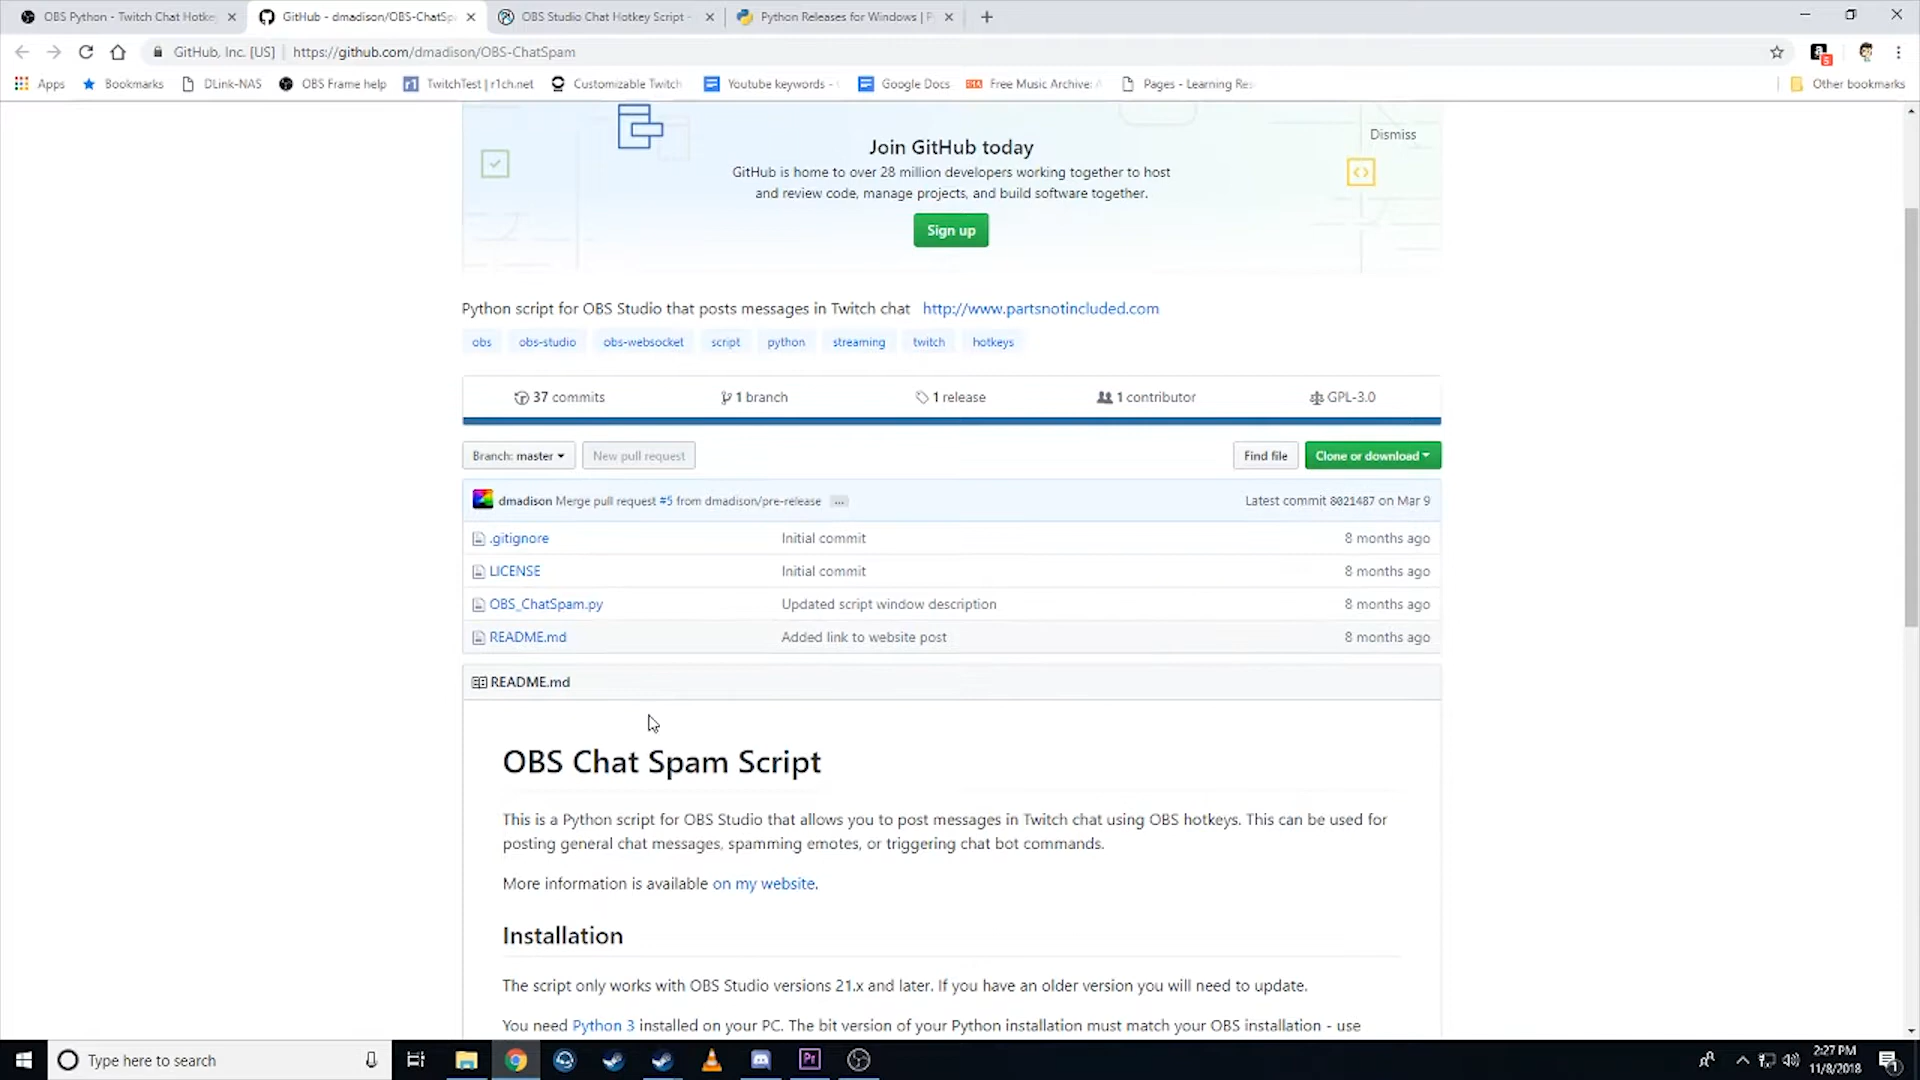 OBS Python - Twitch Chat Hotke
GitHub - dmadison/OBS-ChatSp
OBS Studio Chat Hotkey Script -
Python Releases for Windows |
GitHub, Inc. [US] | https://github.com/dmadison/OBS-ChatSpam
5
Apps Bookmarks DLink-NAS OBS Frame help TwitchTest | r1ch.net Customizable Twitch Youtube keywords - Google Docs Free Music Archive: Pages - Learning Res Other bookmarks
Dismiss
Join GitHub today
GitHub is home to over 28 million developers working together to host
and review code, manage projects, and build software together.
Sign up
Python script for OBS Studio that posts messages in Twitch chat http://www.partsnotincluded.com
obs obs-studio obs-websocket script python streaming twitch hotkeys
37 commits 1 branch 1 release 1 contributor GPL-3.0
Branch: master New pull request Find file Clone or download
dmadison Merge pull request #5 from dmadison/pre-release ... Latest commit 8021487 on Mar 9
.gitignore Initial commit 8 months ago
LICENSE Initial commit 8 months ago
OBS_ChatSpam.py Updated script window description 8 months ago
README.md Added link to website post 8 months ago
README.md
OBS Chat Spam Script
This is a Python script for OBS Studio that allows you to post messages in Twitch chat using OBS hotkeys. This can be used for
posting general chat messages, spamming emotes, or triggering chat bot commands.
More information is available on my website.
Installation
The script only works with OBS Studio versions 21.x and later. If you have an older version you will need to update.
You need Python 3 installed on your PC. The bit version of your Python installation must match your OBS installation - use
Type here to search
Pr
2:27 PM
11/8/2018
1